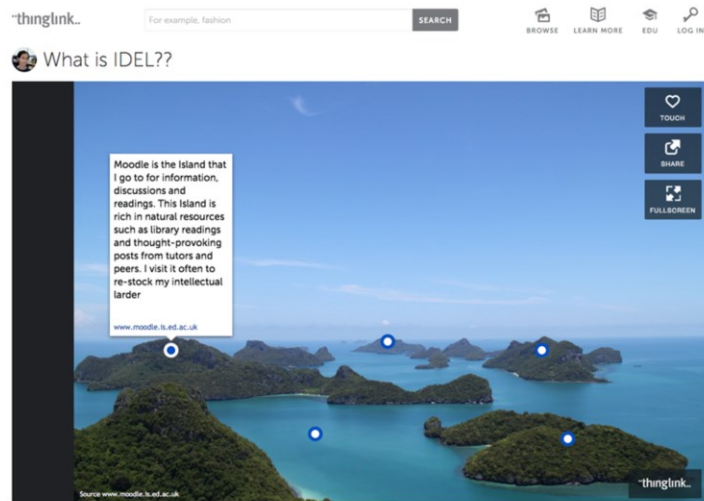 thinglink..
For example, fashion
SEARCH
BROWSE
LEARN MORE
EDU
LOG IN
What is IDEL??
TOUCH
SHARE
FULLSCREEN
Moodle is the Island that
I go to for information,
discussions and
readings. This Island is
rich in natural resources
such as library readings
and thought-provoking
posts from tutors and
peers. I visit it often to
re-stock my intellectual
larder
www.moodle.is.ed.ac.uk
Source www.moodle.is.ed.ac.uk
thinglink..